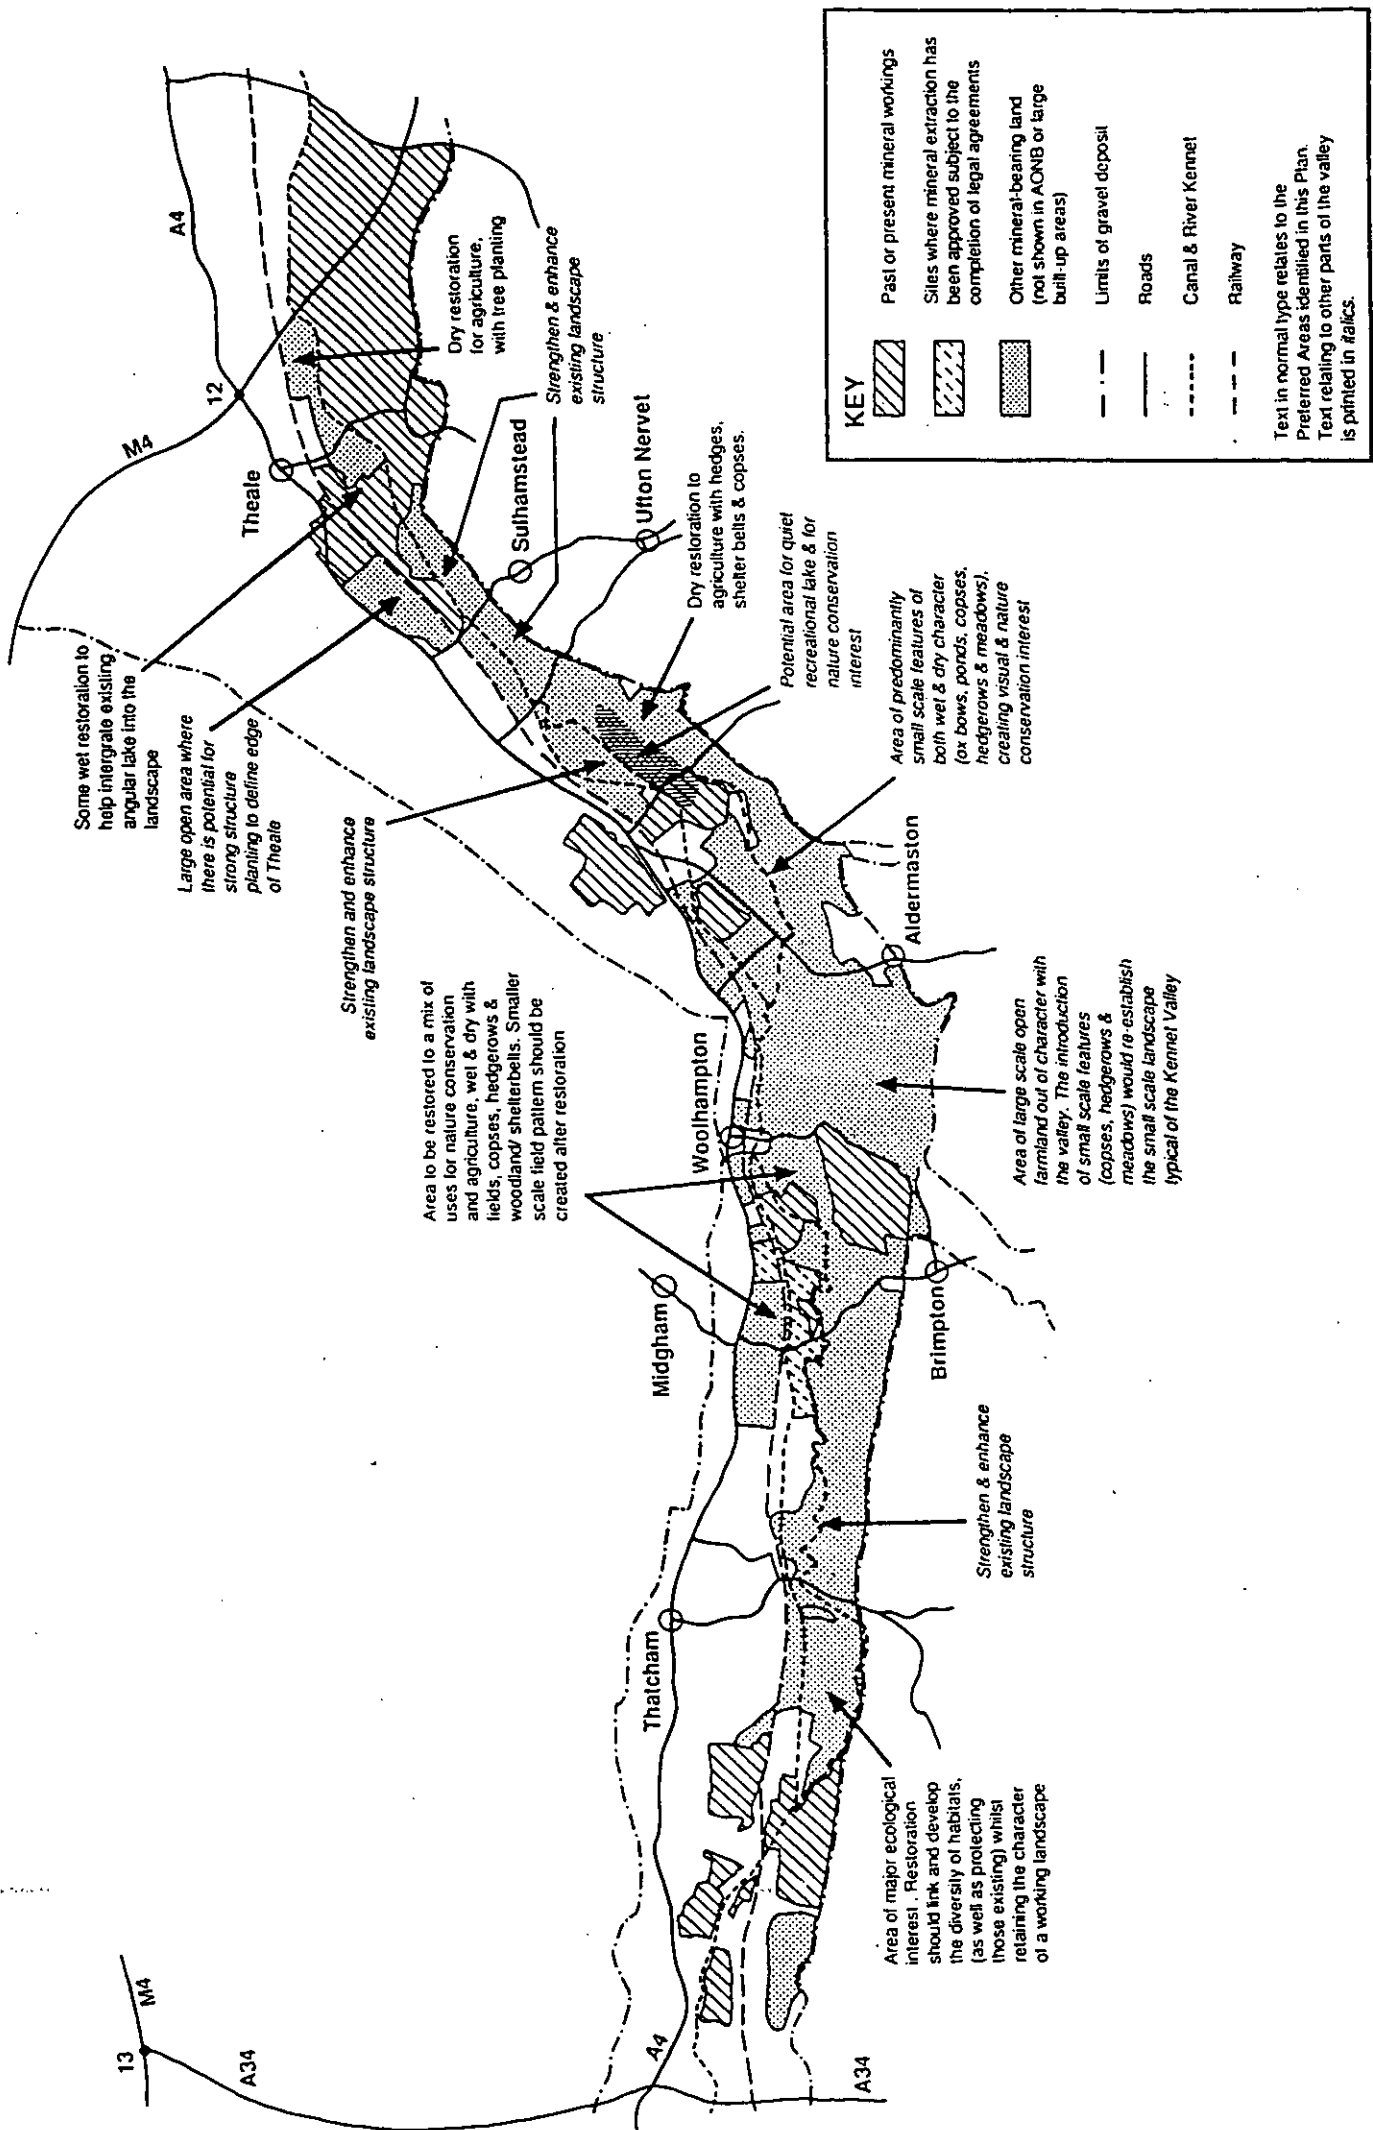 13
M4
A34
A4
A34
Thatcham
Midgham
Woolhampton
Brimpton
Aldermaston
Theale
Sulhamstead
Ufton Nervet
M4
12
A4
Some wet restoration to
help intergrate existing
angular lake into the
landscape
Large open area where
there is potential for
strong structure
planting to define edge
of Theale
Strengthen and enhance
existing landscape structure
Area to be restored to a mix of
uses for nature conservation
and agriculture, wet & dry with
fields, copses, hedgerows &
woodland/ shelterbelts. Smaller
scale field pattern should be
created after restoration
Dry restoration
for agriculture,
with tree planting
Strengthen & enhance
existing landscape
structure
Dry restoration to
agriculture with hedges,
shelter belts & copses.
Potential area for quiet
recreational lake & for
nature conservation
interest
Area of predominantly
small scale features of
both wet & dry character
(ox bows, ponds, copses,
hedgerows & meadows),
creating visual & nature
conservation interest
Area of large scale open
farmland out of character with
the valley. The introduction
of small scale features
(copses, hedgerows &
meadows) would re-establish
the small scale landscape
typical of the Kennet Valley
Strengthen & enhance
existing landscape
structure
Area of major ecological
interest. Restoration
should link and develop
the diversity of habitats,
(as well as protecting
those existing) whilst
retaining the character
of a working landscape
KEY
Past or present mineral workings
Sites where mineral extraction has
been approved subject to the
completion of legal agreements
Other mineral-bearing land
(not shown in AONB or large
built-up areas)
Limits of gravel deposit
Roads
Canal & River Kennet
Railway
Text in normal type relates to the
Preferred Areas identified in this Plan.
Text relating to other parts of the valley
is printed in italics.